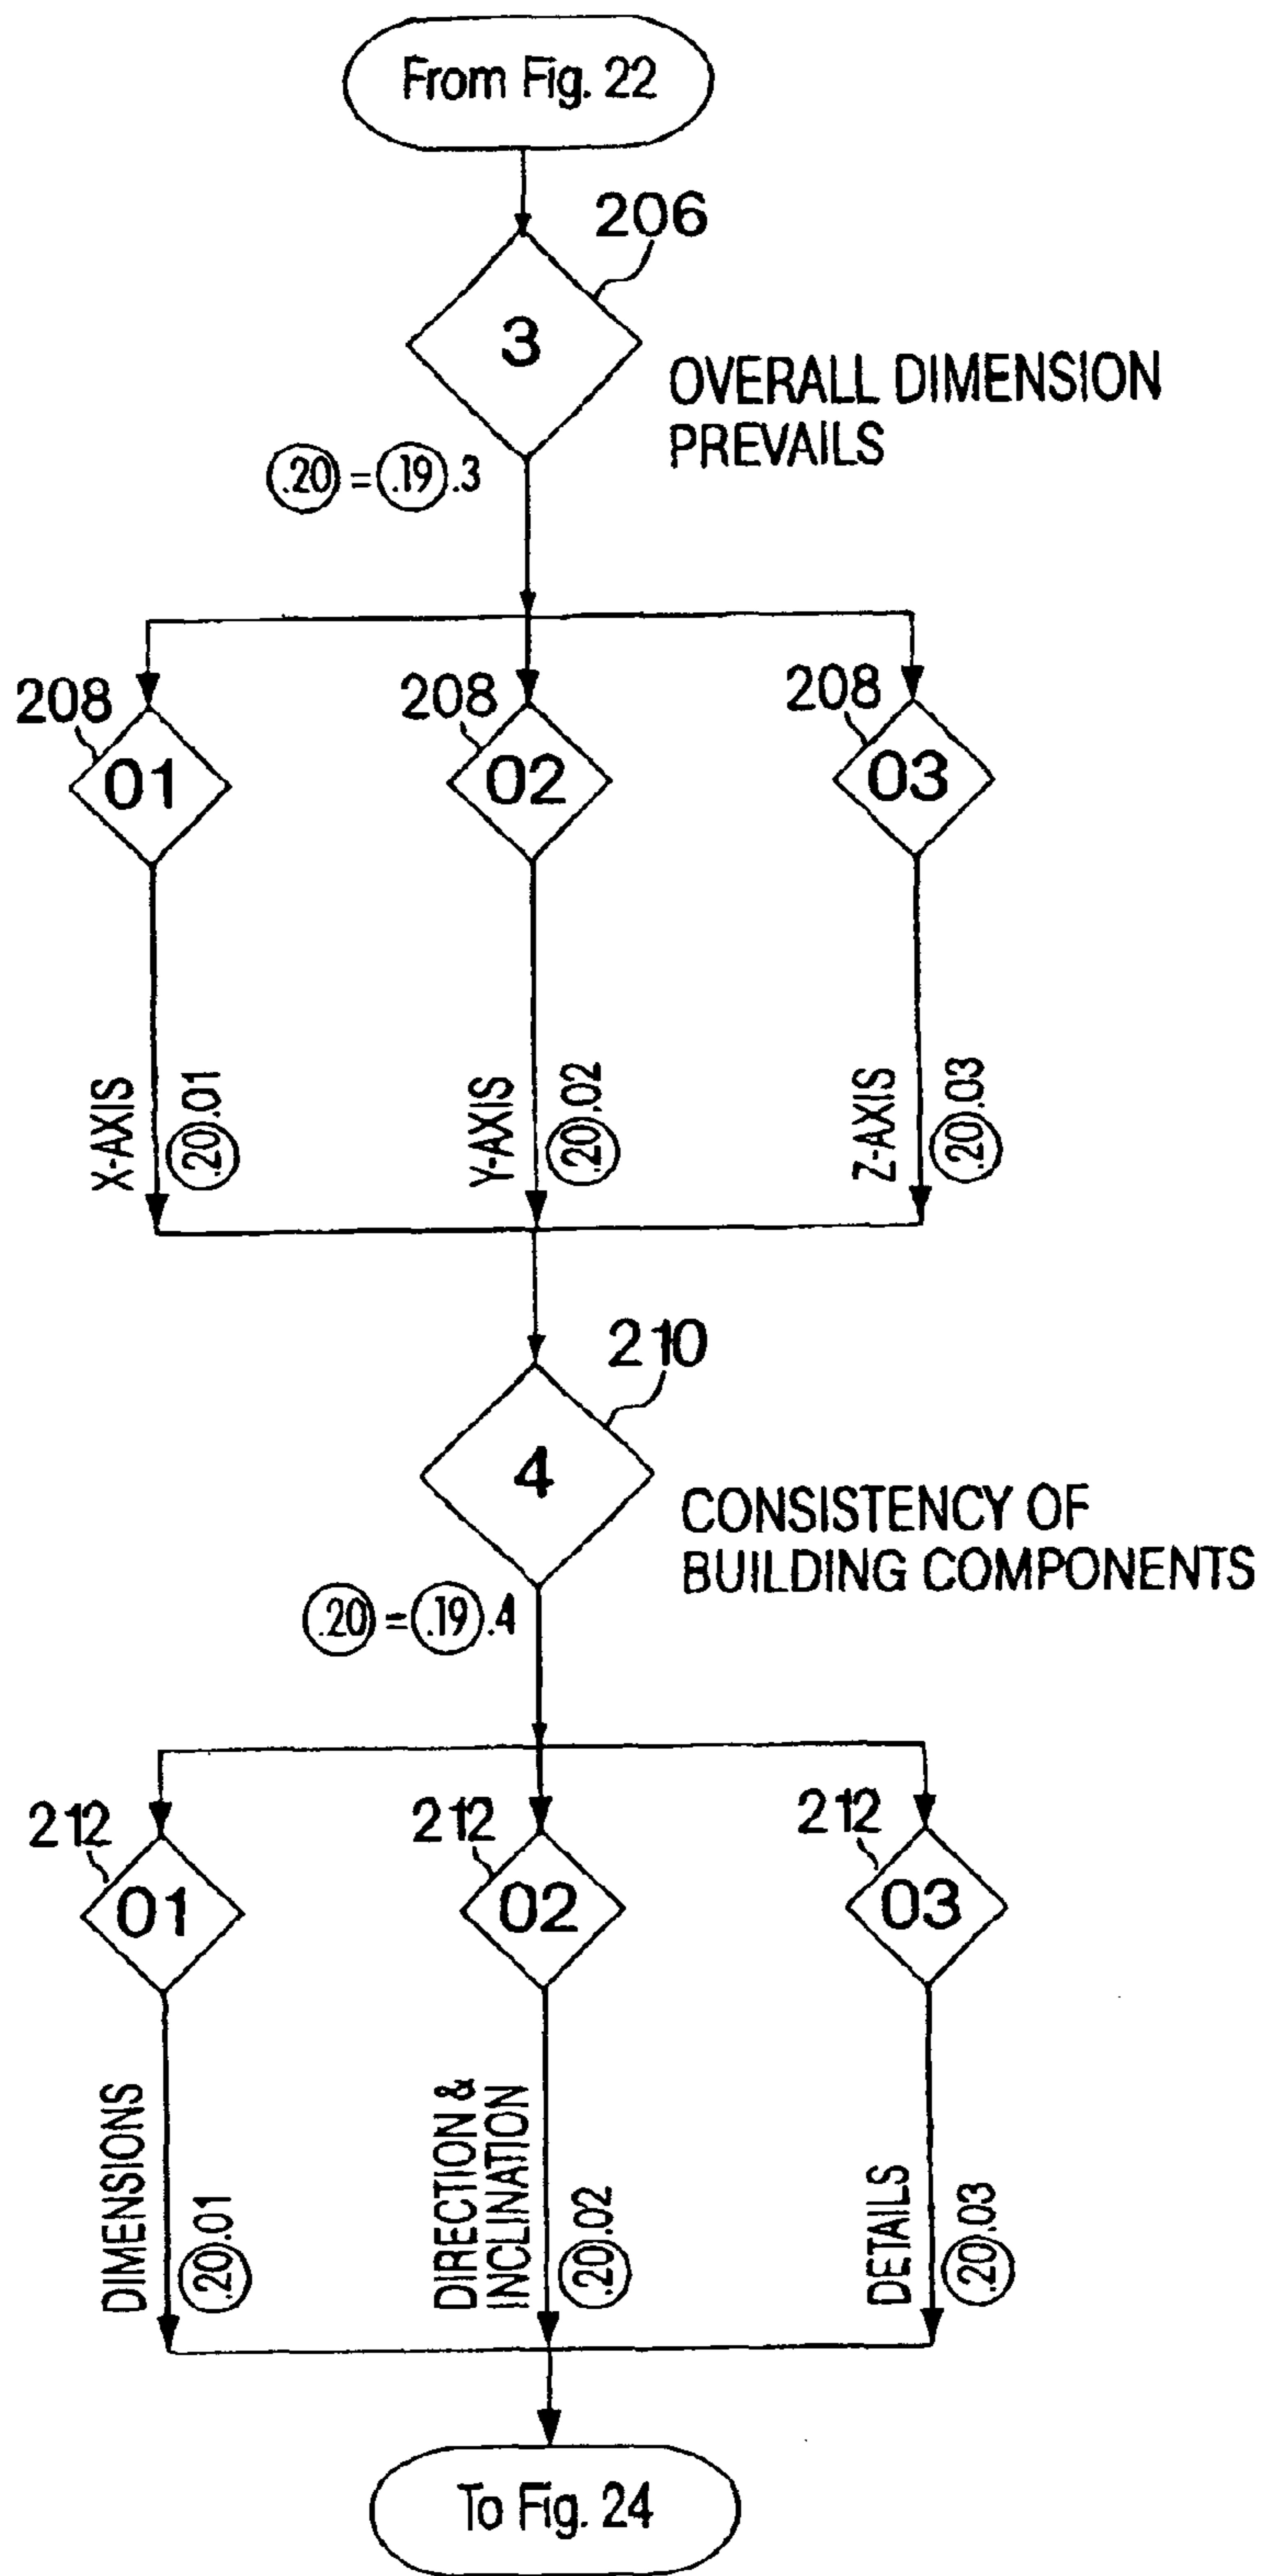 From Fig. 22
206
3
OVERALL DIMENSION
PREVAILS
.20 = .19 .3
208
01
208
02
208
03
X-AXIS
.20 .01
Y-AXIS
.20 .02
Z-AXIS
.20 .03
210
4
CONSISTENCY OF
BUILDING COMPONENTS
.20 = .19 .4
212
01
212
02
212
03
DIMENSIONS
.20 .01
DIRECTION &
INCLINATION
.20 .02
DETAILS
.20 .03
To Fig. 24